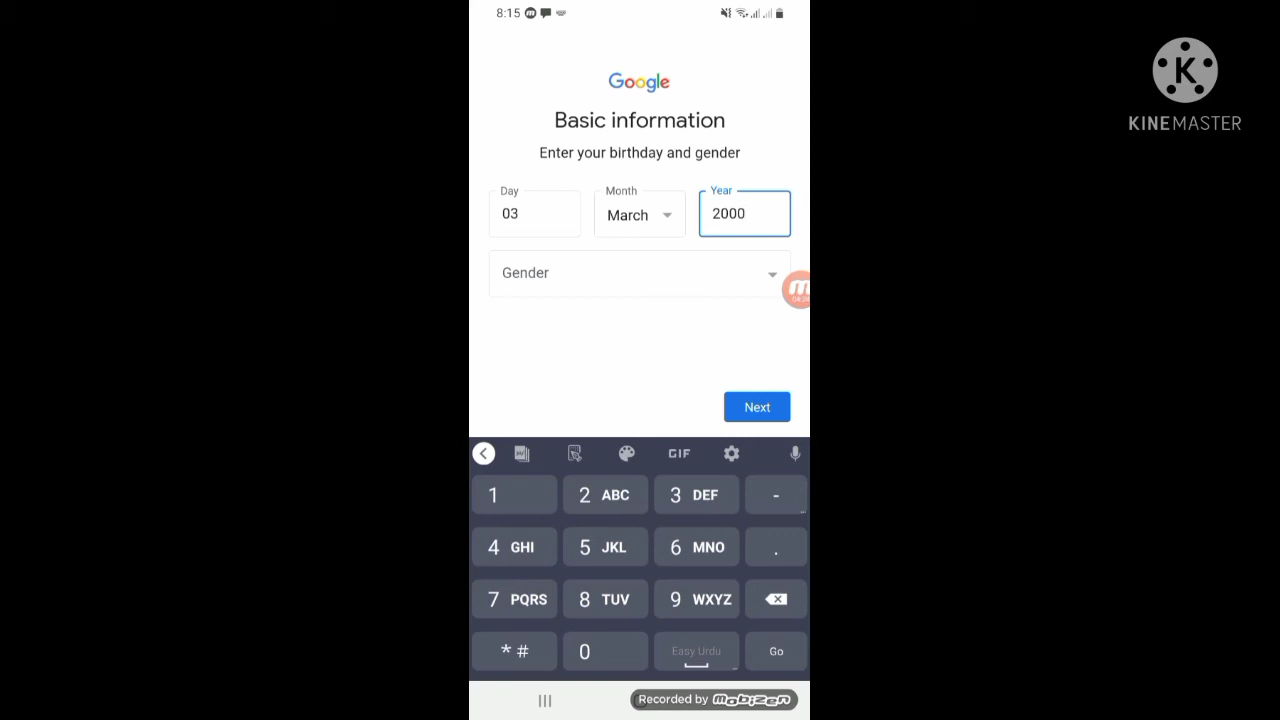 8:15
Google
Basic information
Enter your birthday and gender
Day
Month
Year
03
March
2000
Gender
Next
GIF
1
2 ABC
3 DEF
-
4 GHI
5 JKL
6 MNO
.
7 PQRS
8 TUV
9 WXYZ
* #
0
Easy Urdu
Go
Recorded by mobizen
K
KINEMASTER